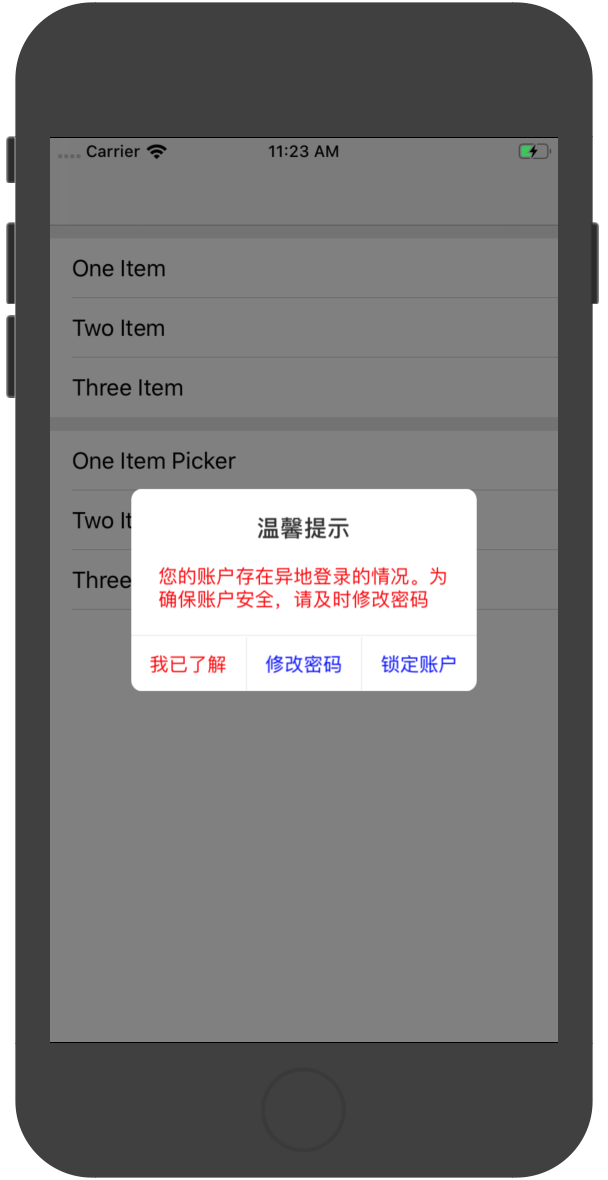 Carrier 11:23 AM
One Item
Two Item
Three Item
One Item Picker
Two It
Three
温馨提示
您的账户存在异地登录的情况。为
确保账户安全，请及时修改密码
我已了解 修改密码 锁定账户